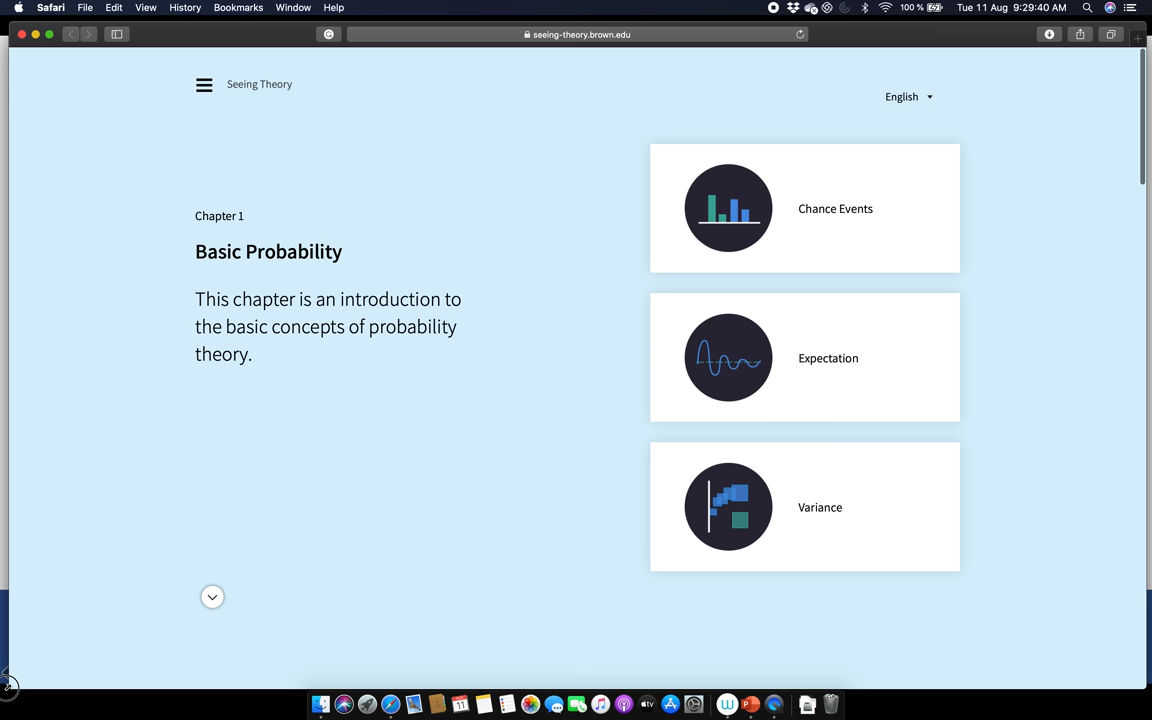 Safari File Edit View History Bookmarks Window Help 100 % Tue 11 Aug 9:29:40 AM
seeing-theory.brown.edu
Seeing Theory
English
Chapter 1
Basic Probability
This chapter is an introduction to
the basic concepts of probability
theory.
Chance Events
Expectation
Variance